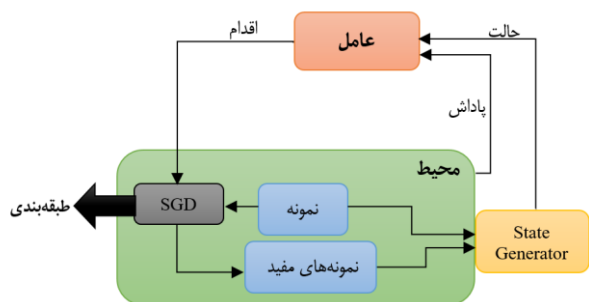 عامل
اقدام
حالت
پاداش
محیط
طبقه‌بندی
SGD
نمونه
نمونه‌های مفید
State
Generator